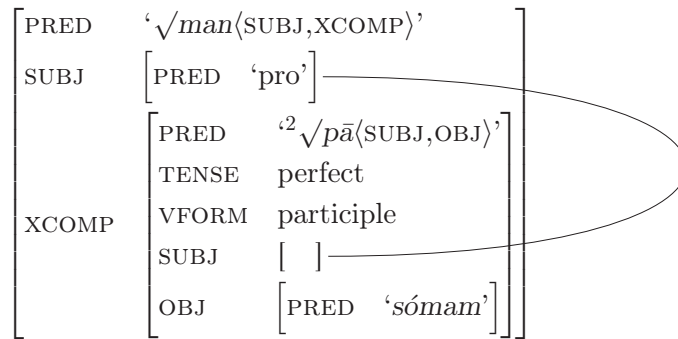 PRED ‘√man⟨SUBJ,XCOMP⟩’
SUBJ [PRED ‘pro’]
XCOMP
PRED ‘²√pā⟨SUBJ,OBJ⟩’
TENSE perfect
VFORM participle
SUBJ [ ]
OBJ [PRED ‘sómam’]